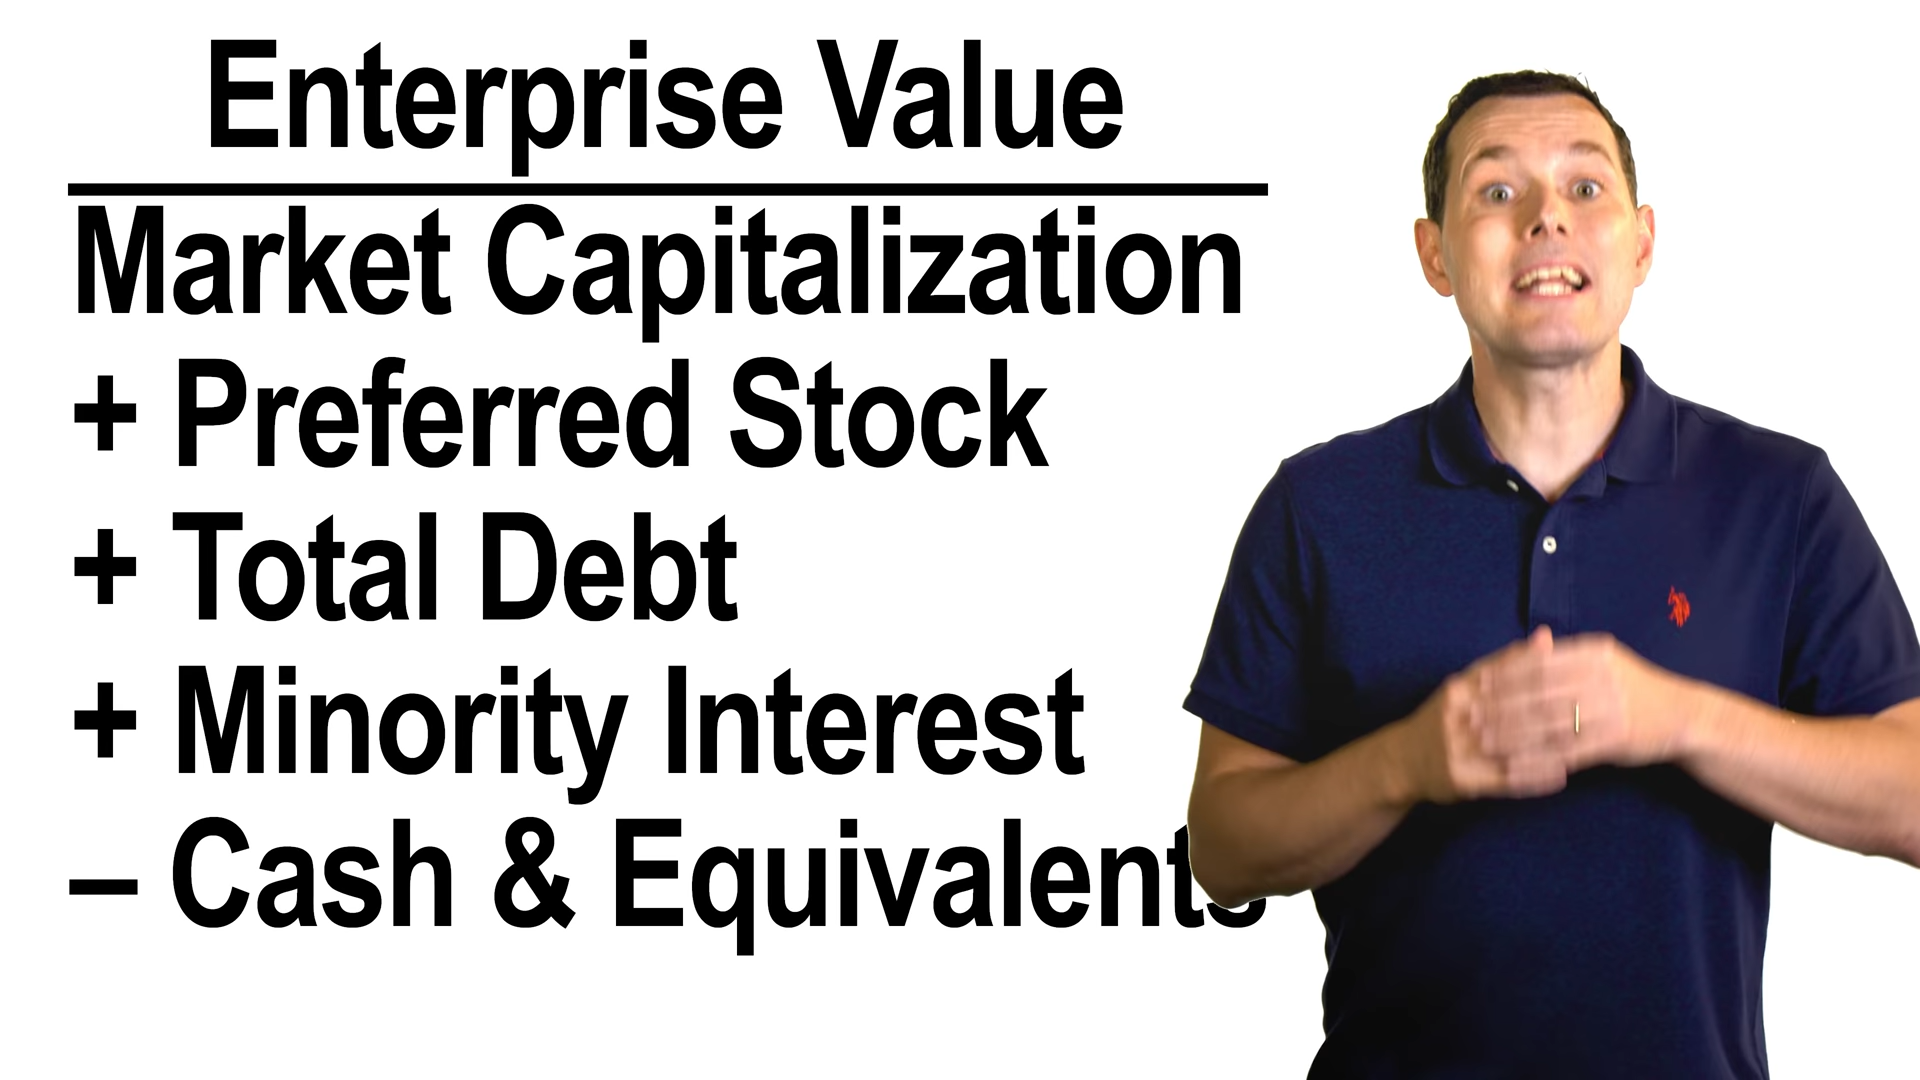 Enterprise Value
Market Capitalization
+ Preferred Stock
+ Total Debt
+ Minority Interest
– Cash & Equivalents